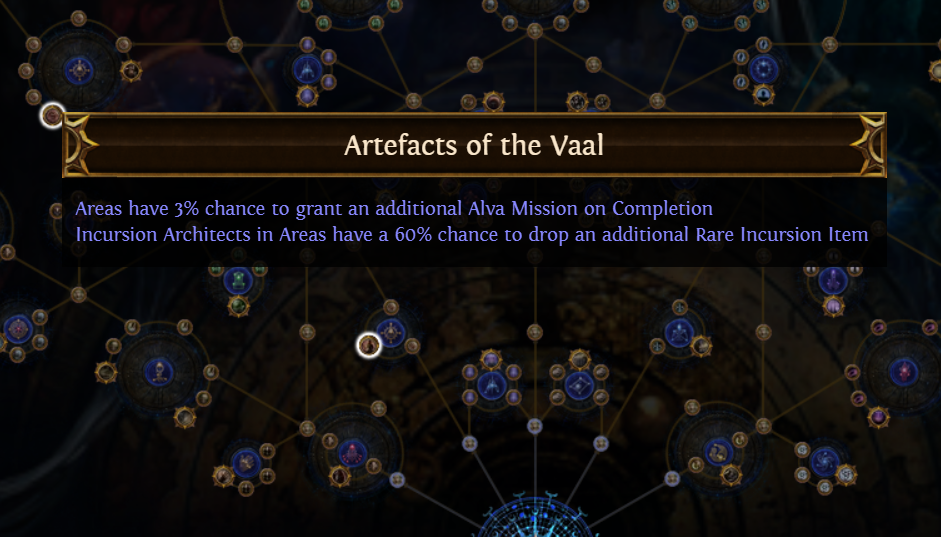 Artefacts of the Vaal
Areas have 3% chance to grant an additional Alva Mission on Completion
Incursion Architects in Areas have a 60% chance to drop an additional Rare Incursion Item